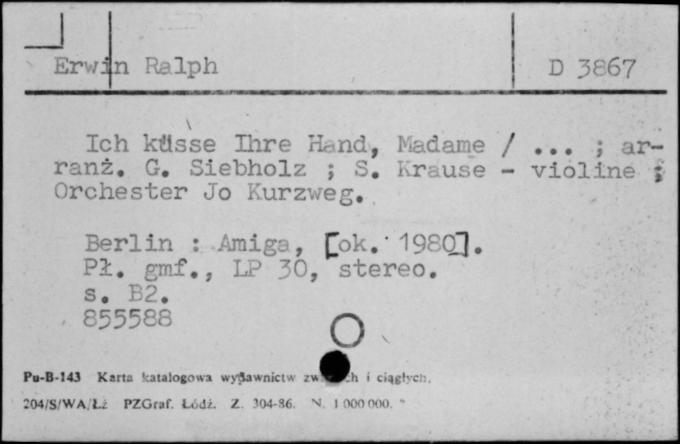 Erwin Ralph D 3867
Ich küsse Ihre Hand, Madame / ... ; ar-
ranż. G. Siebholz ; S. Krause - violine ;
Orchester Jo Kurzweg.
Berlin : Amiga, [ok. 1980].
Pł. gmf., LP 30, stereo.
s. B2.
855588
Pu-B-143 Karta katalogowa wydawnictw i ciągłych.
204/S/WA/Łż PZGraf. Łódź. Z. 304-86. N. 1 000 000.